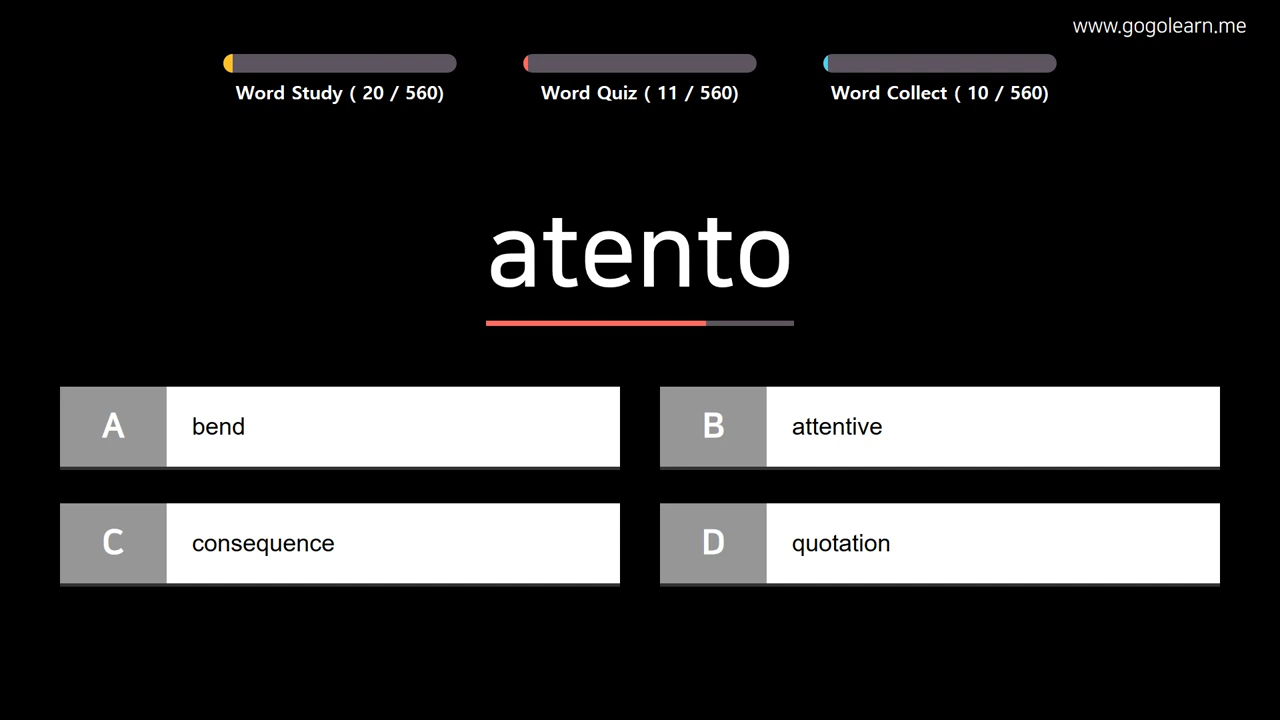 www.gogolearn.me
Word Study ( 20 / 560)
Word Quiz ( 11 / 560)
Word Collect ( 10 / 560)
atento
A bend
B attentive
C consequence
D quotation